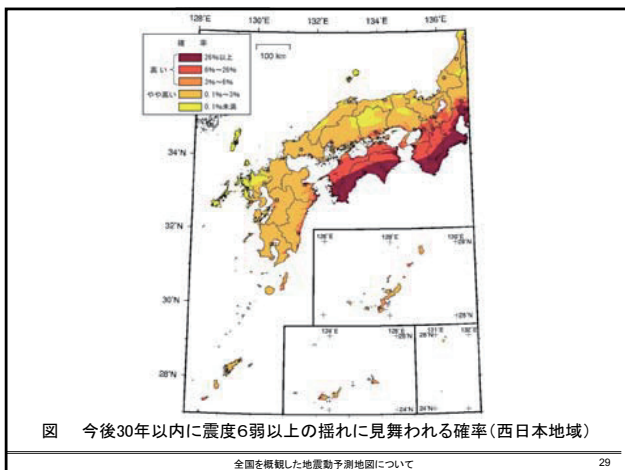 128°E
130°E
132°E
134°E
136°E
確 率
高い
26%以上
6%~26%
3%~6%
やや高い
0.1%~3%
0.1%未満
100 km
34°N
32°N
30°N
28°N
図 今後30年以内に震度6弱以上の揺れに見舞われる確率(西日本地域)
全国を概観した地震動予測地図について
29